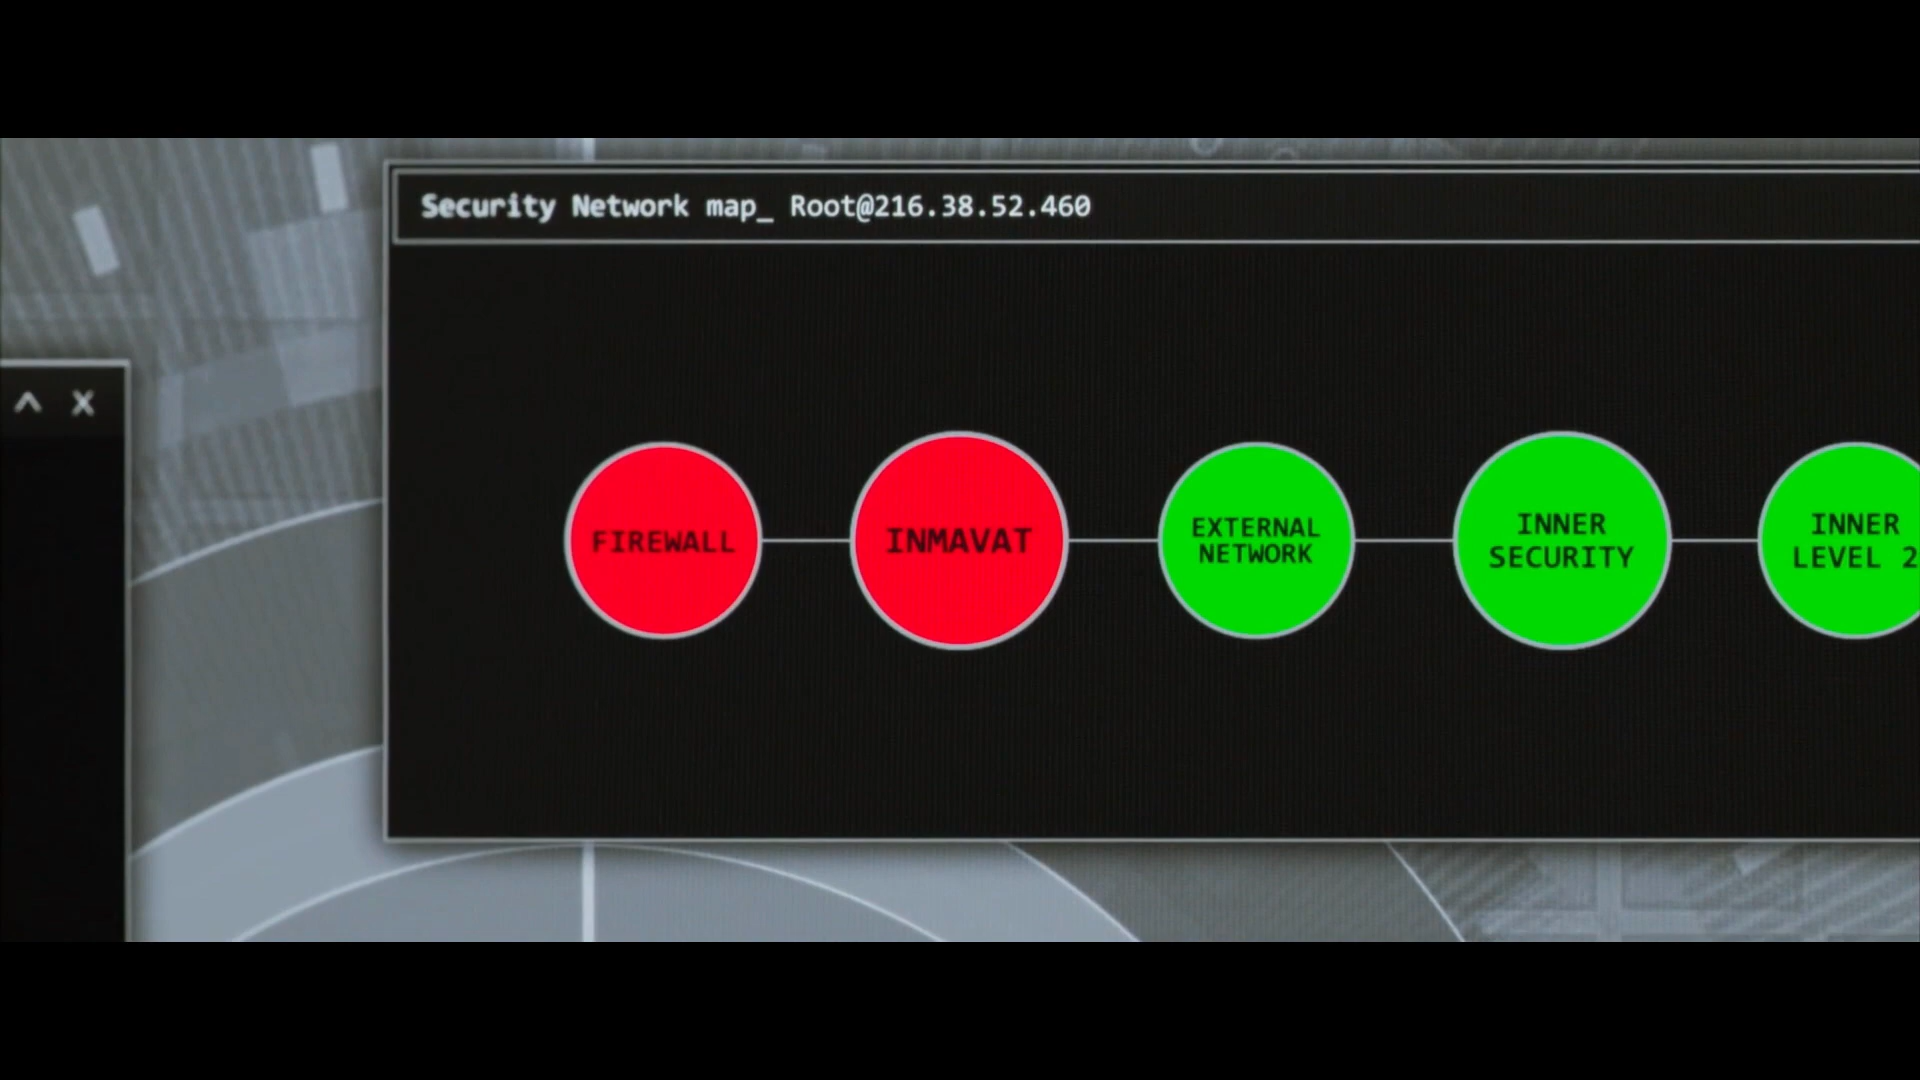 Security Network map_ Root@216.38.52.460
^ X
FIREWALL
INMAVAT
EXTERNAL
NETWORK
INNER
SECURITY
INNER
LEVEL 2